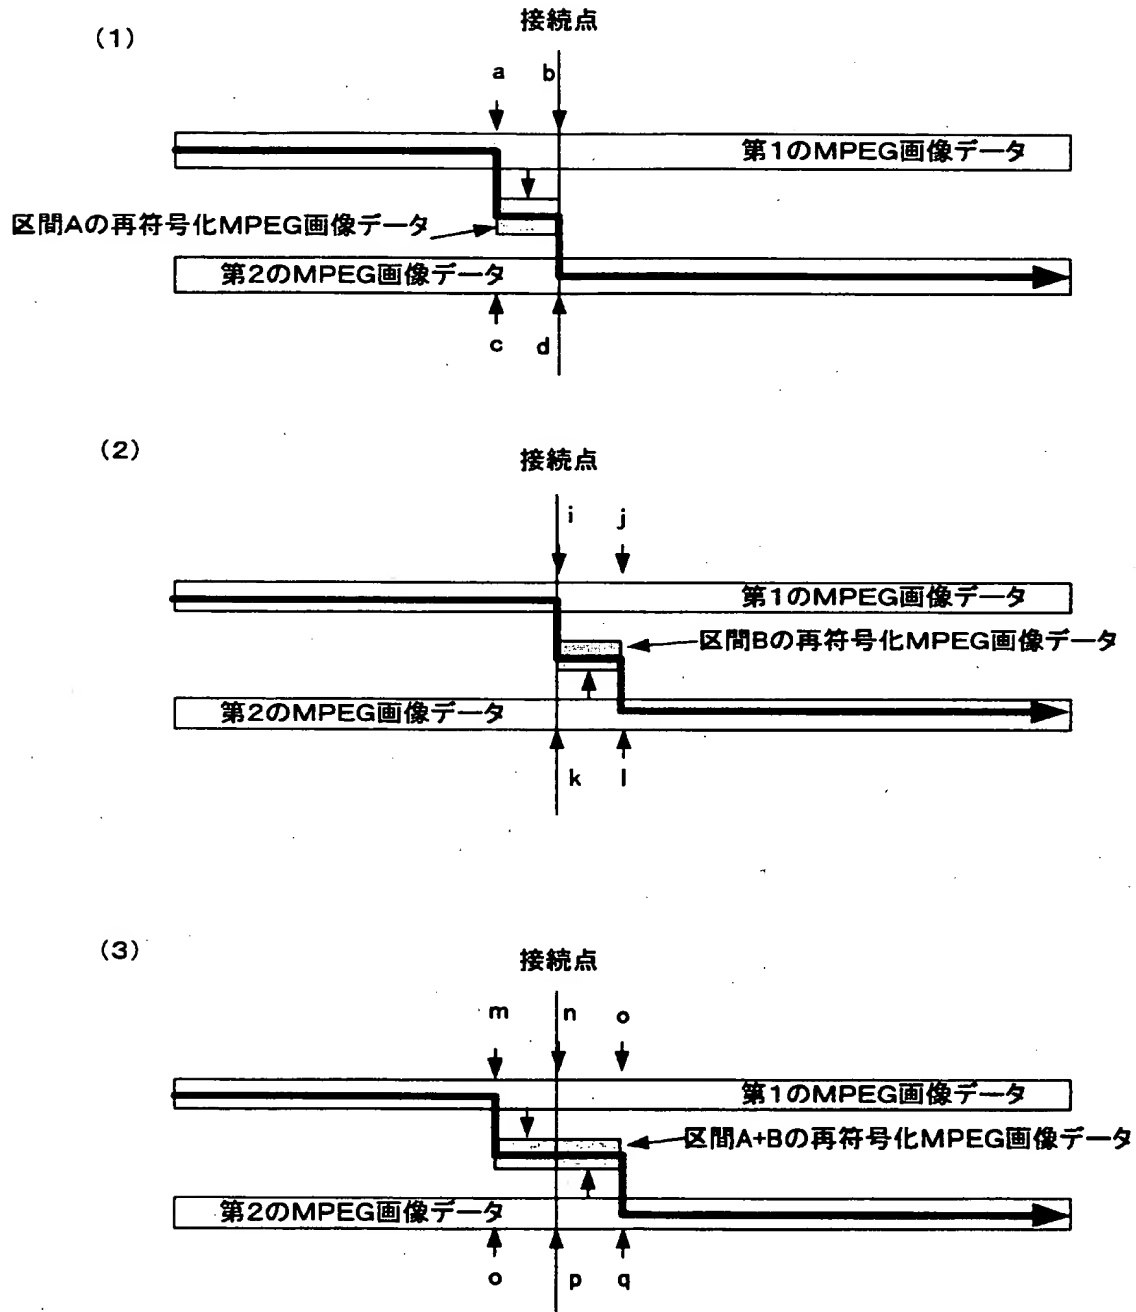 (1)
接続点
a b
第1のMPEG画像データ
区間Aの再符号化MPEG画像データ
第2のMPEG画像データ
c d
(2)
接続点
i j
第1のMPEG画像データ
区間Bの再符号化MPEG画像データ
第2のMPEG画像データ
k l
(3)
接続点
m n o
第1のMPEG画像データ
区間A+Bの再符号化MPEG画像データ
第2のMPEG画像データ
o p q